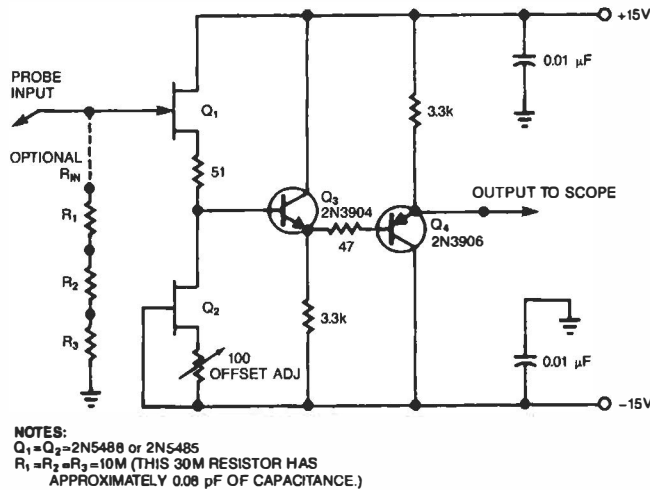 +15V
0.01 µF
PROBE
INPUT
Q1
3.3k
OPTIONAL
RIN
51
Q3
2N3904
OUTPUT TO SCOPE
R1
47
Q4
2N3906
R2
Q2
3.3k
R3
100
OFFSET ADJ
0.01 µF
−15V
NOTES:
Q1=Q2=2N5486 or 2N5485
R1=R2=R3=10M (THIS 30M RESISTOR HAS
APPROXIMATELY 0.08 pF OF CAPACITANCE.)